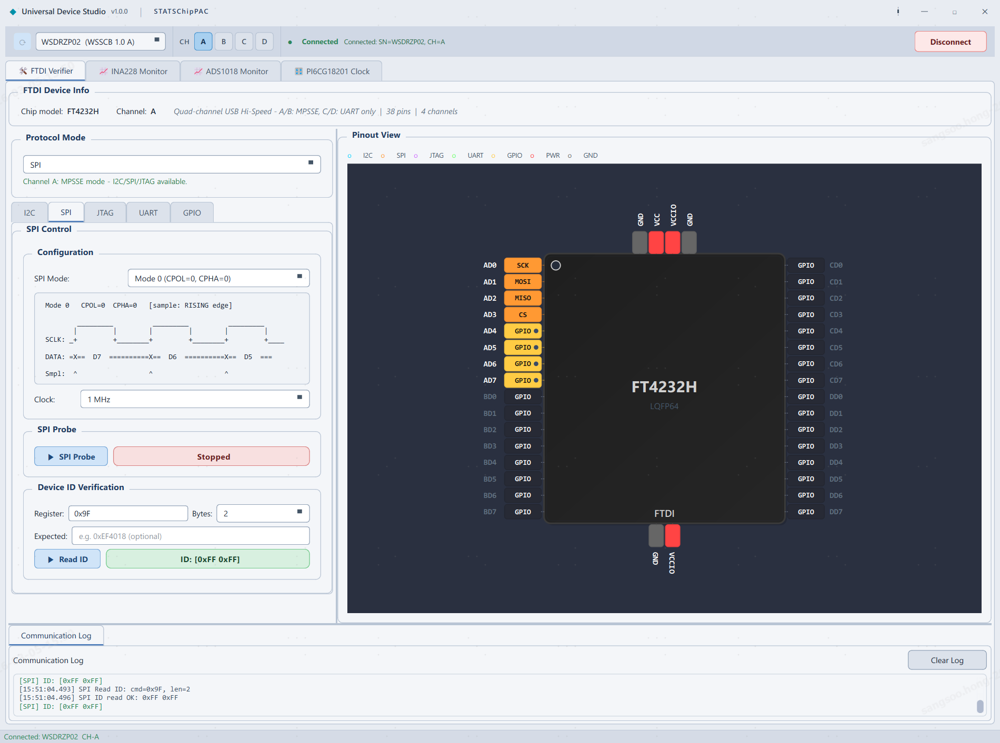 Universal Device Studio v1.0.0 | STATSChipPAC
WSDRZP02 (WSSCB 1.0 A) CH A B C D ● Connected Connected: SN=WSDRZP02, CH=A Disconnect
FTDI Verifier INA228 Monitor ADS1018 Monitor PI6CG18201 Clock
FTDI Device Info
Chip model: FT4232H Channel: A Quad-channel USB Hi-Speed - A/B: MPSSE, C/D: UART only | 38 pins | 4 channels
Protocol Mode
SPI
Channel A: MPSSE mode - I2C/SPI/JTAG available.
I2C SPI JTAG UART GPIO
SPI Control
Configuration
SPI Mode: Mode 0 (CPOL=0, CPHA=0)
Mode 0 CPOL=0 CPHA=0 [sample: RISING edge]
SCLK: _+ +________+ +________+ +____
DATA: =X== D7 ==========X== D6 ==========X== D5 ===
Smpl: ^ ^ ^
Clock: 1 MHz
SPI Probe
▶ SPI Probe Stopped
Device ID Verification
Register: 0x9F Bytes: 2
Expected: e.g. 0xEF4018 (optional)
▶ Read ID ID: [0xFF 0xFF]
Pinout View
I2C SPI JTAG UART GPIO PWR GND
GND VCC VCCIO GND
AD0 SCK GPIO CD0
AD1 MOSI GPIO CD1
AD2 MISO GPIO CD2
AD3 CS GPIO CD3
AD4 GPIO GPIO CD4
AD5 GPIO GPIO CD5
AD6 GPIO GPIO CD6
AD7 GPIO GPIO CD7
FT4232H
BD0 GPIO GPIO DD0
LQFP64
BD1 GPIO GPIO DD1
BD2 GPIO GPIO DD2
BD3 GPIO GPIO DD3
BD4 GPIO GPIO DD4
BD5 GPIO GPIO DD5
BD6 GPIO GPIO DD6
BD7 GPIO GPIO DD7
FTDI
GND VCCIO
Communication Log
Communication Log Clear Log
[SPI] ID: [0xFF 0xFF]
[15:51:04.493] SPI Read ID: cmd=0x9F, len=2
[15:51:04.496] SPI ID read OK: 0xFF 0xFF
[SPI] ID: [0xFF 0xFF]
Connected: WSDRZP02 CH-A
sangsoo.hong
sangsoo.hong